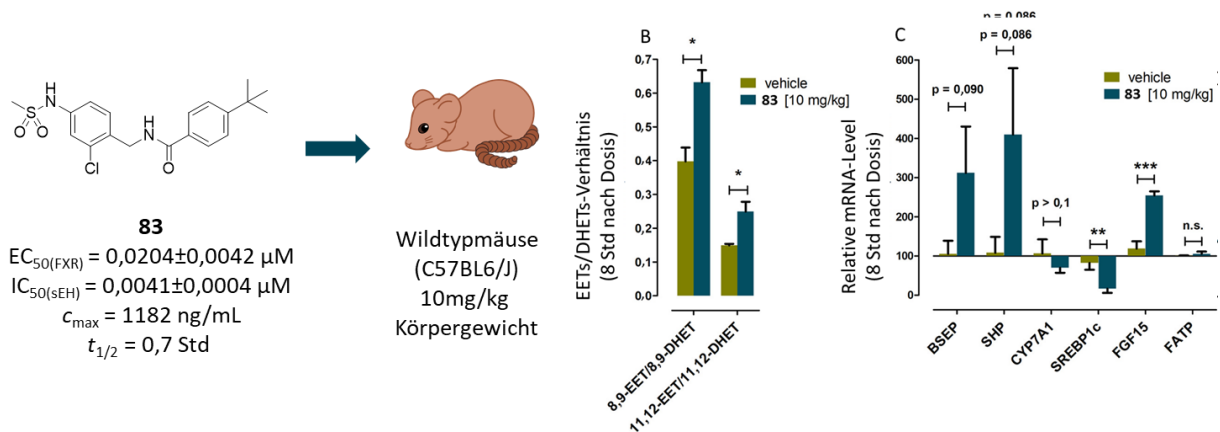 H
N
S
O
O
Cl
H
N
O
83
EC50(FXR) = 0,0204±0,0042 µM
IC50(sEH) = 0,0041±0,0004 µM
cmax = 1182 ng/mL
t1/2 = 0,7 Std
Wildtypmäuse
(C57BL6/J)
10mg/kg
Körpergewicht
B
EETs/DHETs-Verhältnis
(8 Std nach Dosis)
0,7
0,6
0,5
0,4
0,3
0,2
0,1
0,0
*
*
vehicle
83 [10 mg/kg]
8,9-EET/8,9-DHET
11,12-EET/11,12-DHET
C
Relative mRNA-Level
(8 Std nach Dosis)
600
500
400
300
200
100
0
p = 0,086
p = 0,086
p = 0,090
p > 0,1
**
***
n.s.
vehicle
83 [10 mg/kg]
BSEP
SHP
CYP7A1
SREBP1c
FGF15
FATP